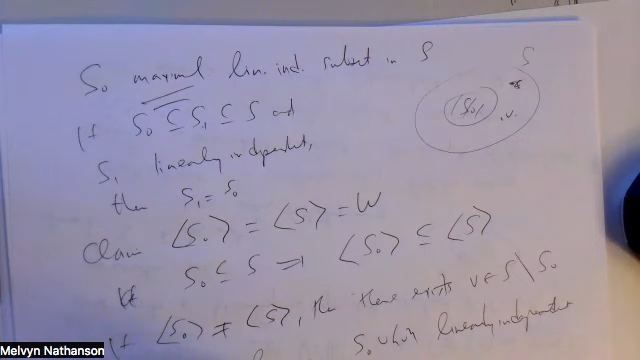 S₀ maximal lin. ind. subset in S
If S₀ ⊆ S₁ ⊆ S and
S₁ linearly independent,
then S₁ = S₀
S
⟨S₀⟩
v
Claim ⟨S₀⟩ = ⟨S⟩ = W
S₀ ⊆ S ⇒ ⟨S₀⟩ ⊆ ⟨S⟩
If ⟨S₀⟩ ≠ ⟨S⟩, then there exists v ∈ S \ S₀
S₀ ∪ {v} linearly independent
Melvyn Nathanson